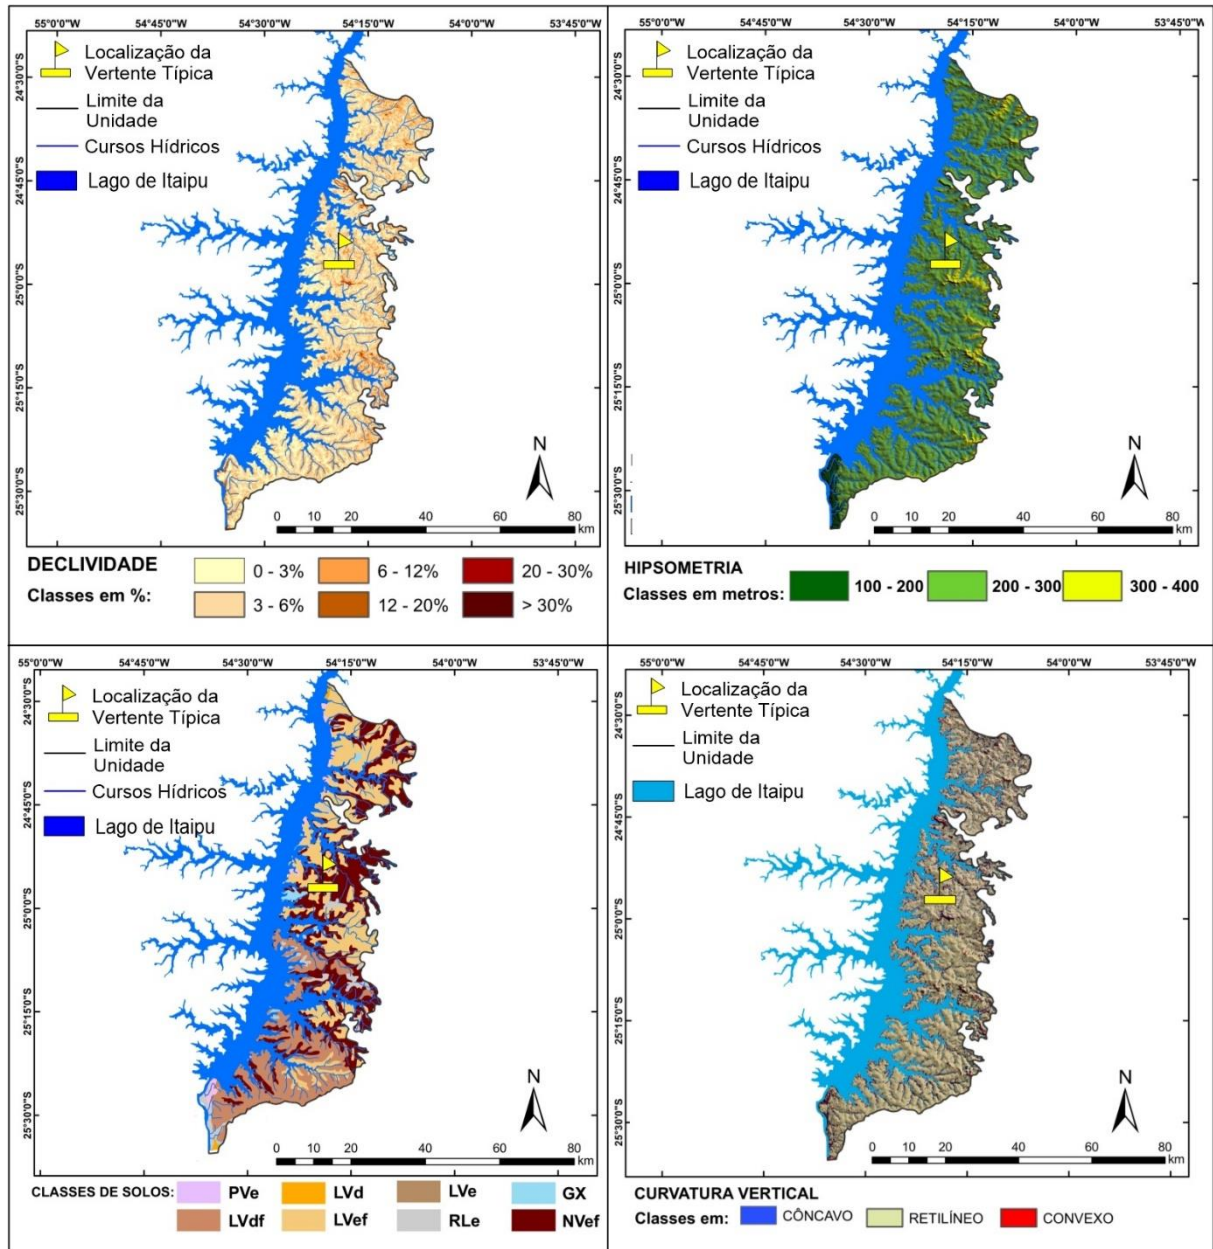 55°0'0"W 54°45'0"W 54°30'0"W 54°15'0"W 54°0'0"W 53°45'0"W
24°30'0"S
24°45'0"S
25°0'0"S
25°15'0"S
25°30'0"S
Localização da
Vertente Típica
Limite da
Unidade
Cursos Hídricos
Lago de Itaipu
N
0 10 20 40 60 80
km
DECLIVIDADE
Classes em %:
0 - 3% 6 - 12% 20 - 30%
3 - 6% 12 - 20% > 30%
55°0'0"W 54°45'0"W 54°30'0"W 54°15'0"W 54°0'0"W 53°45'0"W
24°30'0"S
24°45'0"S
25°0'0"S
25°15'0"S
25°30'0"S
Localização da
Vertente Típica
Limite da
Unidade
Cursos Hídricos
Lago de Itaipu
N
0 10 20 40 60 80
km
HIPSOMETRIA
Classes em metros: 100 - 200 200 - 300 300 - 400
55°0'0"W 54°45'0"W 54°30'0"W 54°15'0"W 54°0'0"W 53°45'0"W
24°30'0"S
24°45'0"S
25°0'0"S
25°15'0"S
25°30'0"S
Localização da
Vertente Típica
Limite da
Unidade
Cursos Hídricos
Lago de Itaipu
N
0 10 20 40 60 80
km
CLASSES DE SOLOS: PVe LVd LVe GX
LVdf LVef RLe NVef
55°0'0"W 54°45'0"W 54°30'0"W 54°15'0"W 54°0'0"W 53°45'0"W
24°30'0"S
24°45'0"S
25°0'0"S
25°15'0"S
25°30'0"S
Localização da
Vertente Típica
Limite da
Unidade
Lago de Itaipu
N
0 10 20 40 60 80
km
CURVATURA VERTICAL
Classes em: CÔNCAVO RETILÍNEO CONVEXO